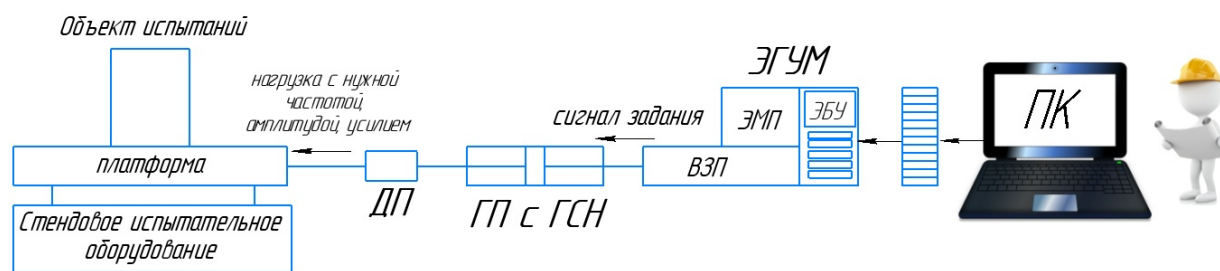 Объект испытаний
нагрузка с нужной
частотой,
амплитудой, усилием
платформа
Стендовое испытательное
оборудование
ДП
ГП с ГСН
сигнал задания
ЭГУМ
ЭМП
ЭБУ
ВЗП
ПК